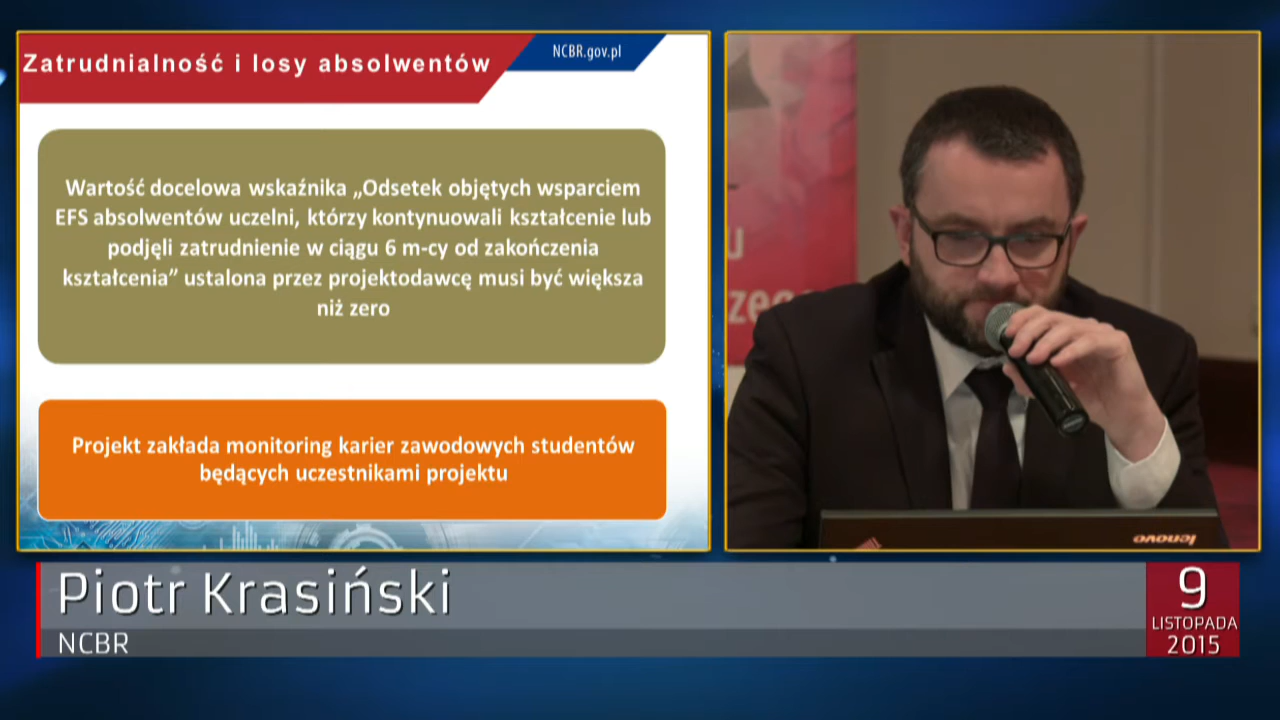 Zatrudnialność i losy absolwentów
NCBR.gov.pl
Wartość docelowa wskaźnika „Odsetek objętych wsparciem
EFS absolwentów uczelni, którzy kontynuowali kształcenie lub
podjęli zatrudnienie w ciągu 6 m-cy od zakończenia
kształcenia” ustalona przez projektodawcę musi być większa
niż zero
Projekt zakłada monitoring karier zawodowych studentów
będących uczestnikami projektu
lenovo
Piotr Krasiński
NCBR
9
LISTOPADA
2015